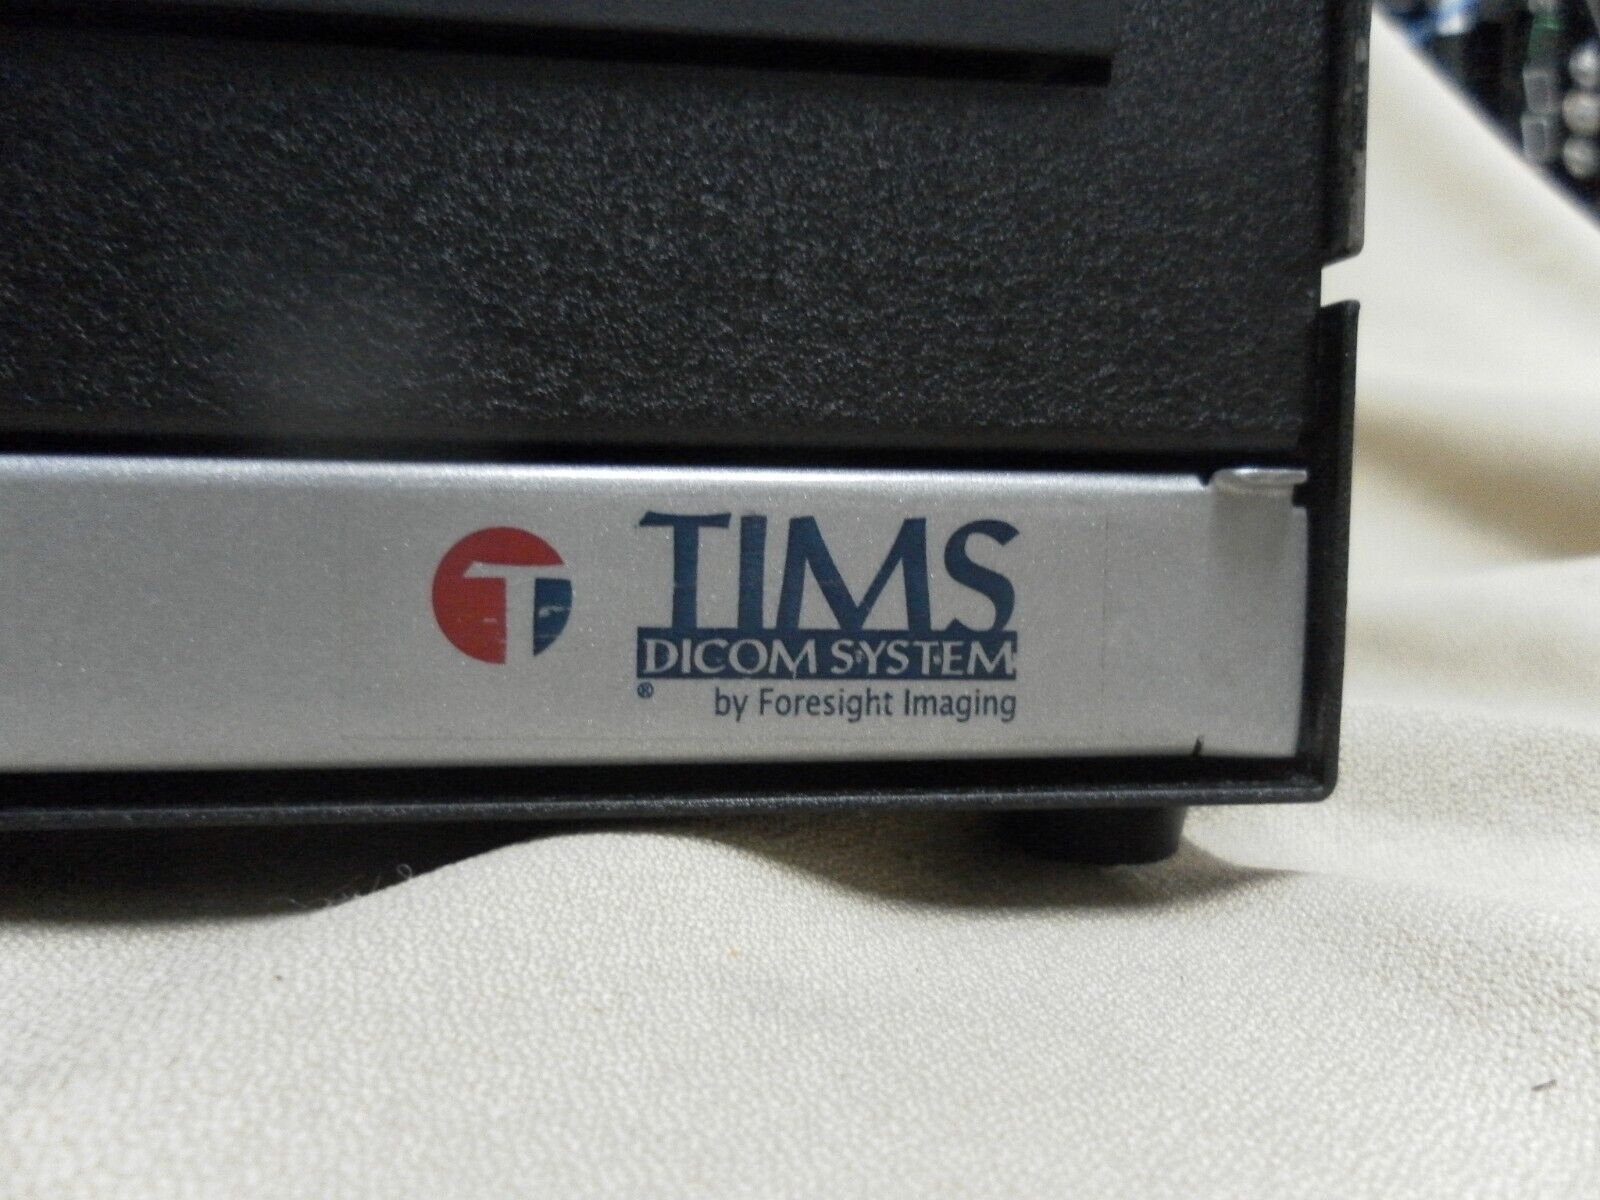 T
TIMS
DICOM SYSTEM
® by Foresight Imaging